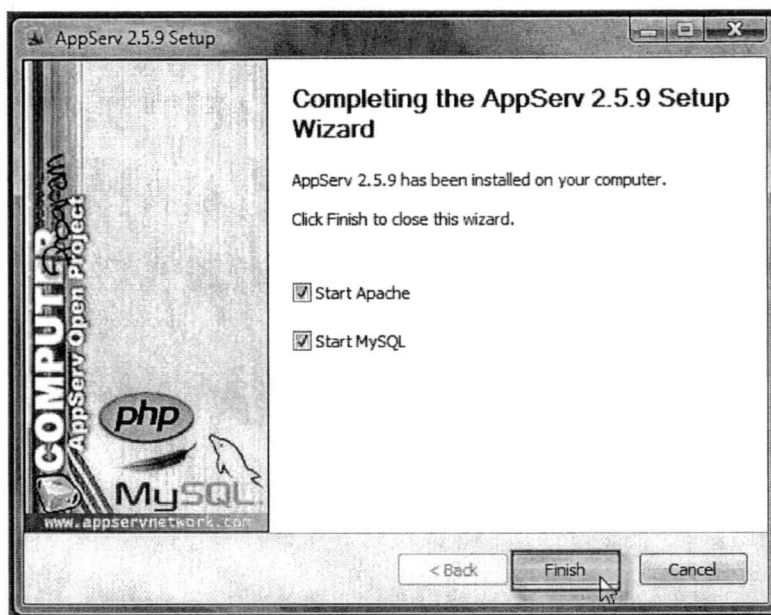 AppServ 2.5.9 Setup
Completing the AppServ 2.5.9 Setup
Wizard
AppServ 2.5.9 has been installed on your computer.
Click Finish to close this wizard.
Start Apache
Start MySQL
COMPUTER
Program
AppServ Open Project
php
MySQL
www.appservnetwork.com
< Back
Finish
Cancel